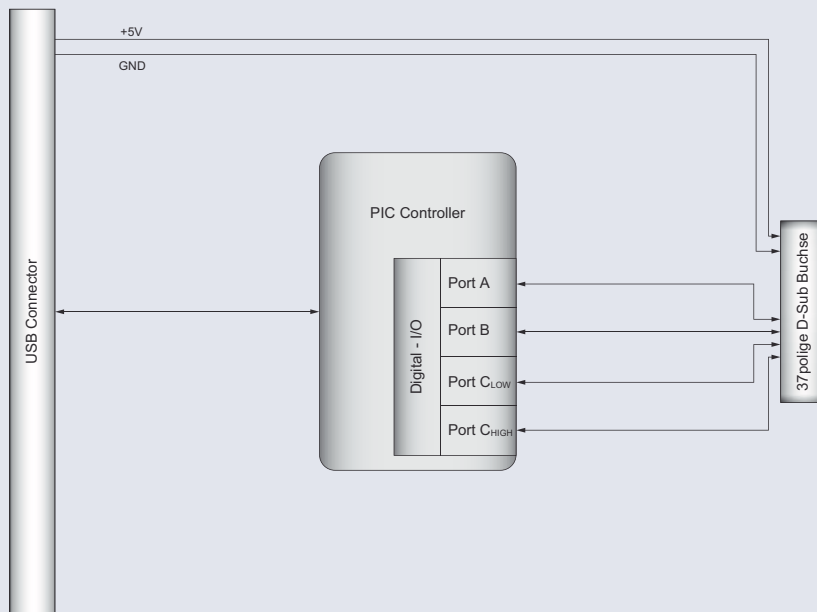 +5V
GND
USB Connector
PIC Controller
Digital - I/O
Port A
Port B
Port CLOW
Port CHIGH
37polige D-Sub Buchse